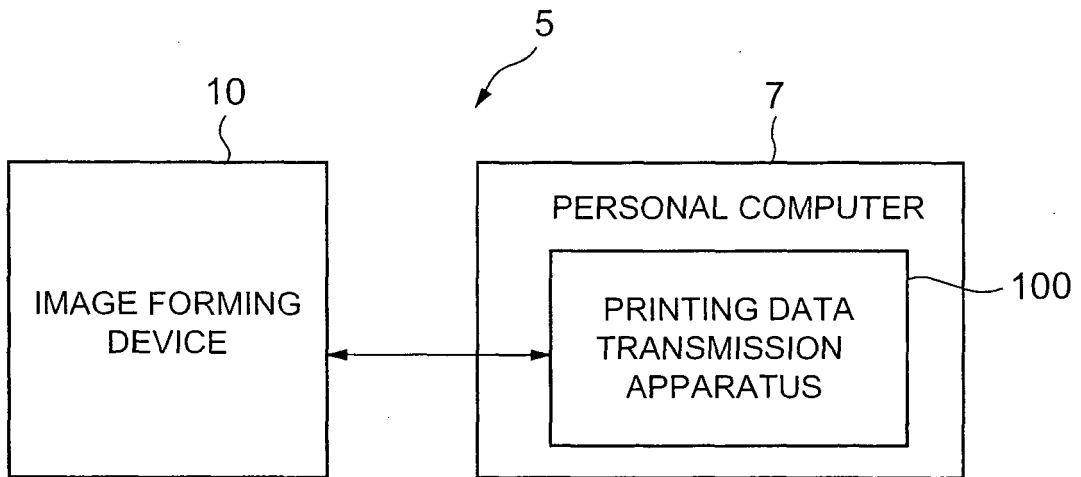 5
10
7
PERSONAL COMPUTER
IMAGE FORMING
DEVICE
PRINTING DATA
TRANSMISSION
APPARATUS
100